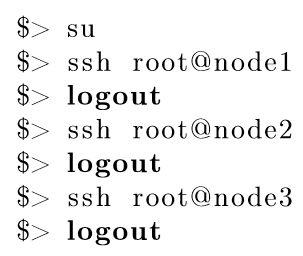 $> su
$> ssh root@node1
$> logout
$> ssh root@node2
$> logout
$> ssh root@node3
$> logout